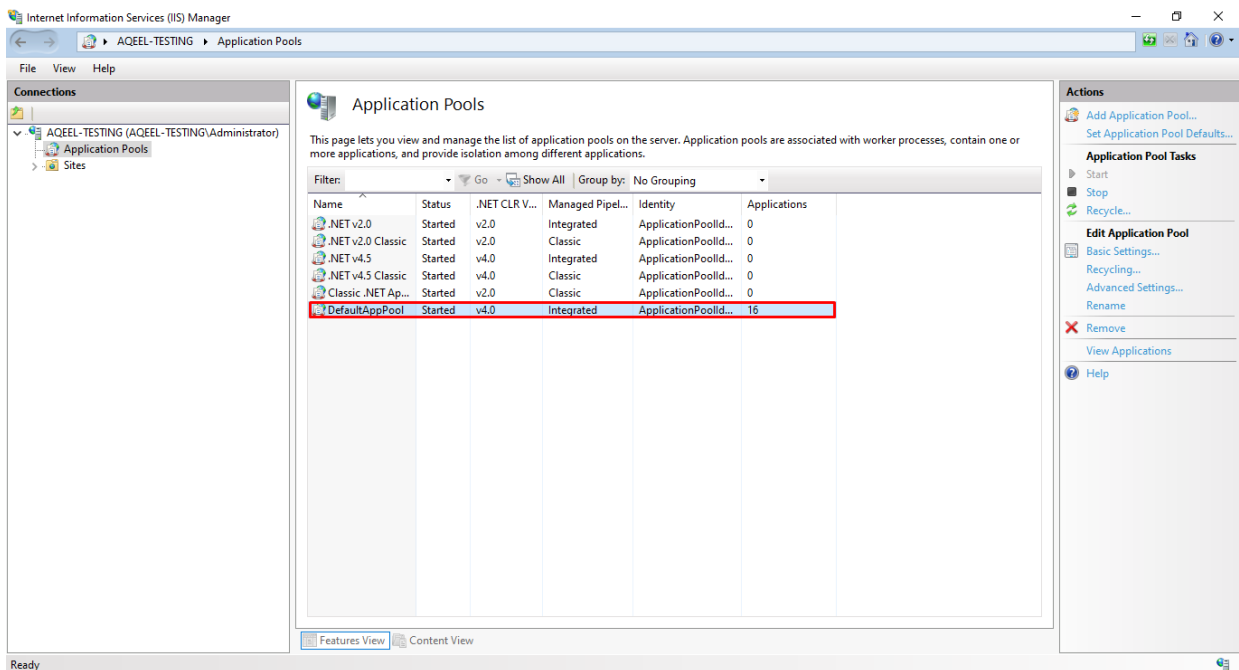 Internet Information Services (IIS) Manager
AQEEL-TESTING Application Pools
File View Help
Connections
AQEEL-TESTING (AQEEL-TESTING\Administrator)
Application Pools
Sites
Application Pools
This page lets you view and manage the list of application pools on the server. Application pools are associated with worker processes, contain one or
more applications, and provide isolation among different applications.
Filter: Go Show All Group by: No Grouping
Name Status .NET CLR V... Managed Pipel... Identity Applications
.NET v2.0 Started v2.0 Integrated ApplicationPoolId... 0
.NET v2.0 Classic Started v2.0 Classic ApplicationPoolId... 0
.NET v4.5 Started v4.0 Integrated ApplicationPoolId... 0
.NET v4.5 Classic Started v4.0 Classic ApplicationPoolId... 0
Classic .NET Ap... Started v2.0 Classic ApplicationPoolId... 0
DefaultAppPool Started v4.0 Integrated ApplicationPoolId... 16
Features View Content View
Actions
Add Application Pool...
Set Application Pool Defaults...
Application Pool Tasks
Start
Stop
Recycle...
Edit Application Pool
Basic Settings...
Recycling...
Advanced Settings...
Rename
Remove
View Applications
Help
Ready